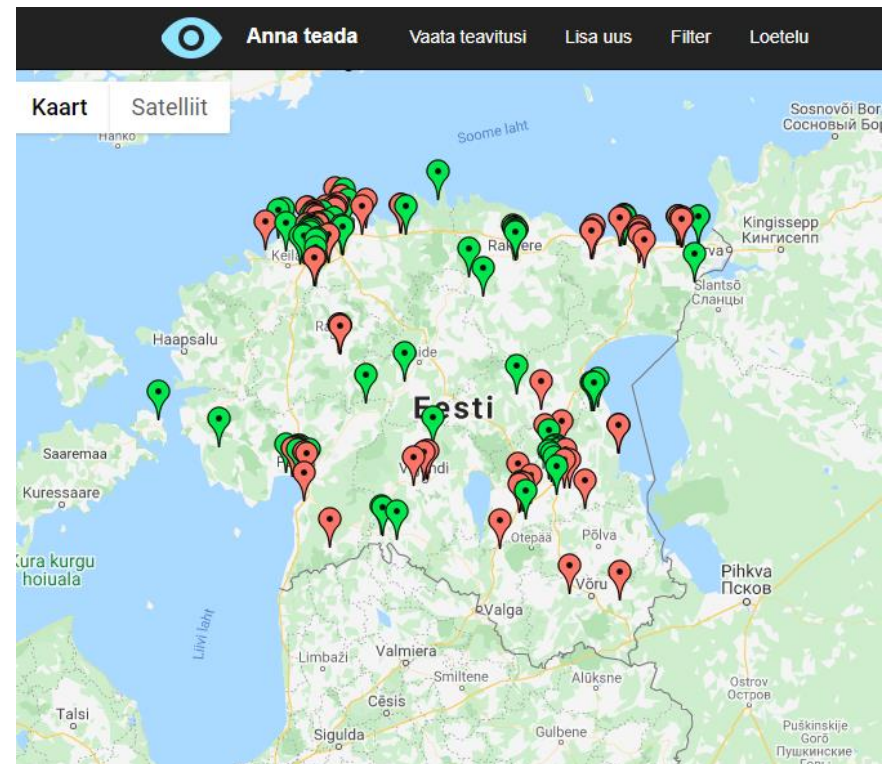 Anna teada Vaata teavitusi Lisa uus Filter Loetelu
Kaart Satelliit
Hanko
Soome laht
Sosnovõi Bor
Сосновый Бор
Kingissepp
Кингисепп
Slantsõ
Сланцы
Haapsalu
Eesti
Saaremaa
Kuressaare
Kura kurgu
hoiuala
Otepää
Põlva
Võru
Valga
Pihkva
Псков
Liivi laht
Limbaži
Valmiera
Smiltene
Alūksne
Ostrov
Остров
Talsi
Cēsis
Sigulda
Gulbene
Puškinskije
Gorõ
Пушкинские